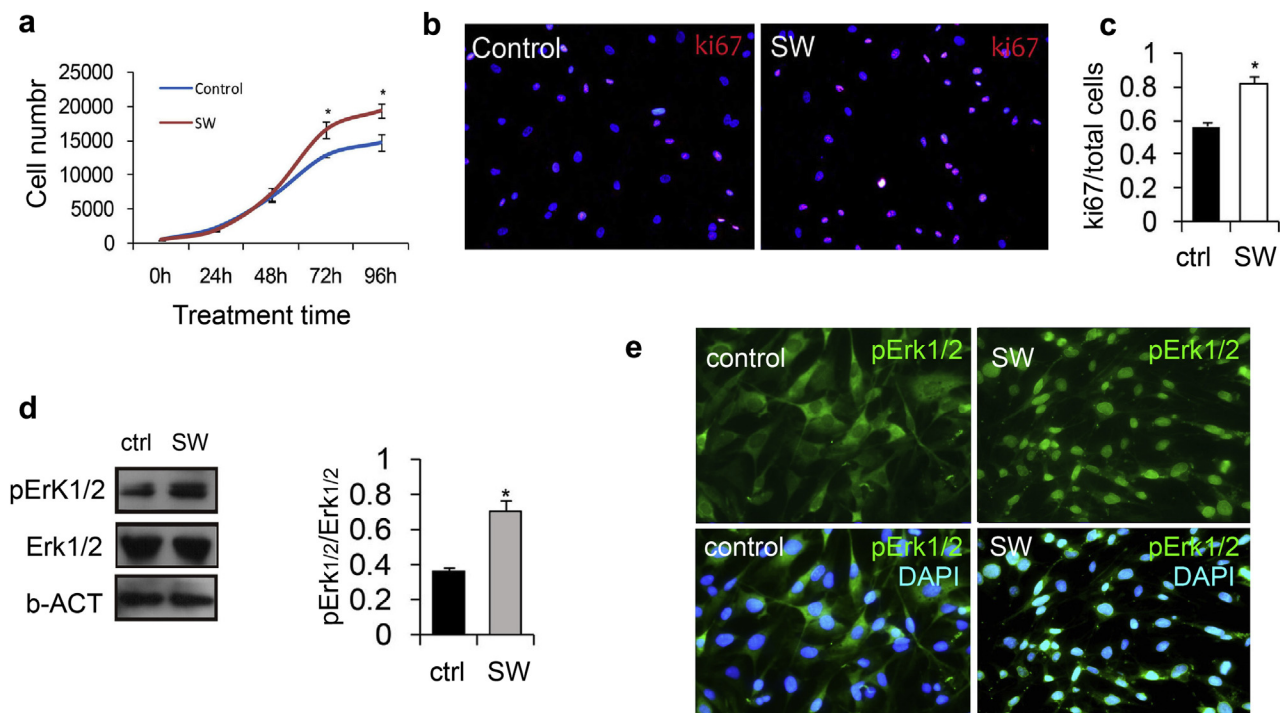 a
25000
20000
15000
10000
5000
0
Cell numbr
Control
SW
*
*
0h 24h 48h 72h 96h
Treatment time
b
Control ki67
SW ki67
c
ki67/total cells
1
0.8
0.6
0.4
0.2
0
*
ctrl SW
d
ctrl SW
pErK1/2
Erk1/2
b-ACT
pErk1/2/Erk1/2
1
0.8
0.6
0.4
0.2
0
*
ctrl SW
e
control pErk1/2
SW pErk1/2
control pErk1/2
DAPI
SW pErk1/2
DAPI